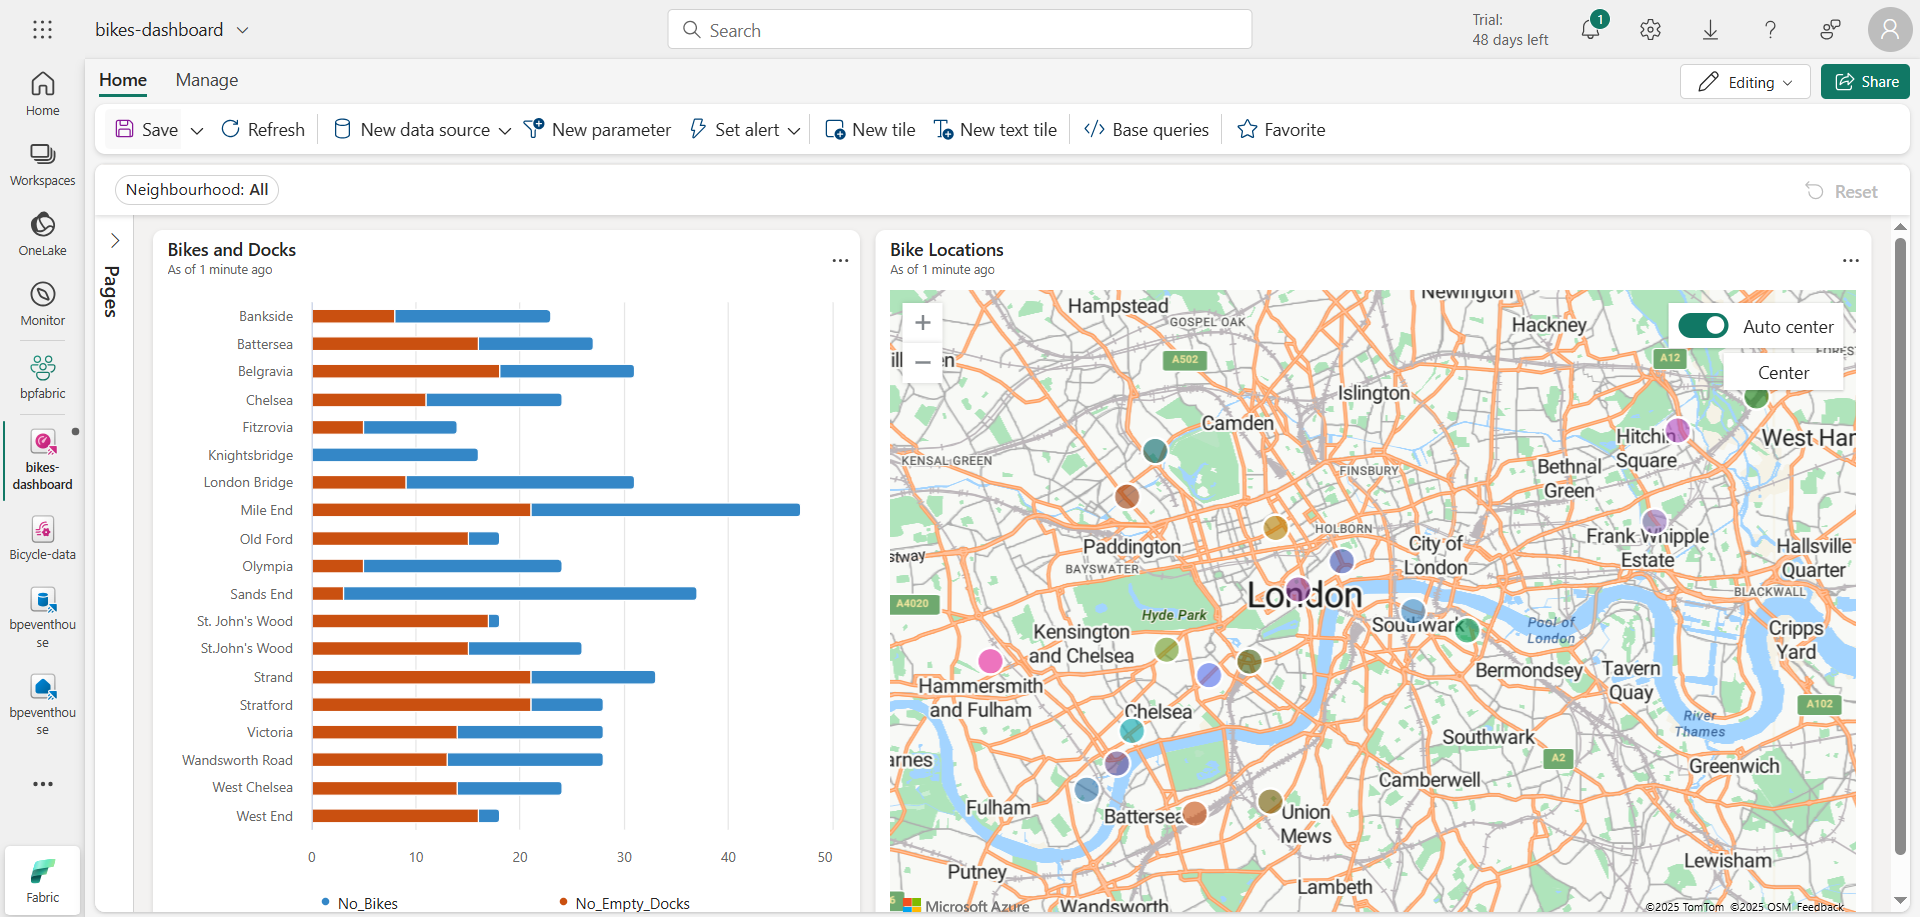 bikes-dashboard
Search
Trial:
48 days left
1
Home
Manage
Editing
Share
Save
Refresh
New data source
New parameter
Set alert
New tile
New text tile
Base queries
Favorite
Home
Workspaces
OneLake
Monitor
bpfabric
bikes-
dashboard
Bicycle-data
bpeventhou
se
bpeventhou
se
Fabric
Neighbourhood: All
Reset
Pages
Bikes and Docks
As of 1 minute ago
Bankside
Battersea
Belgravia
Chelsea
Fitzrovia
Knightsbridge
London Bridge
Mile End
Old Ford
Olympia
Sands End
St. John's Wood
St.John's Wood
Strand
Stratford
Victoria
Wandsworth Road
West Chelsea
West End
0 10 20 30 40 50
No_Bikes
No_Empty_Docks
Bike Locations
As of 1 minute ago
Auto center
Center
Hampstead
Newington
GOSPEL OAK
Hackney
A502
A12
Islington
Camden
KENSAL GREEN
FINSBURY
Bethnal
Green
Square
West Har
HOLBORN
Paddington
BAYSWATER
City of
London
Frank Whipple
Estate
Hallsville
Quarter
stway
A4020
Hyde Park
London
Southwark
Pool of
London
BLACKWALL
Kensington
and Chelsea
Cripps
Yard
Bermondsey
Tavern
Quay
Hammersmith
and Fulham
Chelsea
River
Thames
A102
Southwark
A2
arnes
Camberwell
Greenwich
Fulham
Battersea
Union
Mews
Putney
Lambeth
Lewisham
Wandsworth
Microsoft Azure
©2025 TomTom ©2025 OSM Feedback